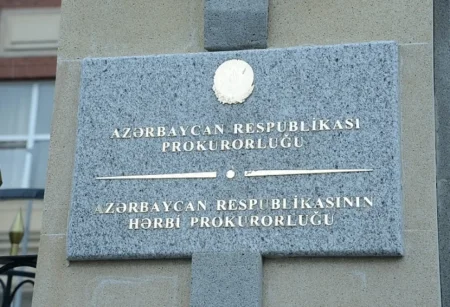 AZƏRBAYCAN RESPUBLİKASI
PROKURORLUĞU
AZƏRBAYCAN RESPUBLİKASININ
HƏRBİ PROKURORLUĞU